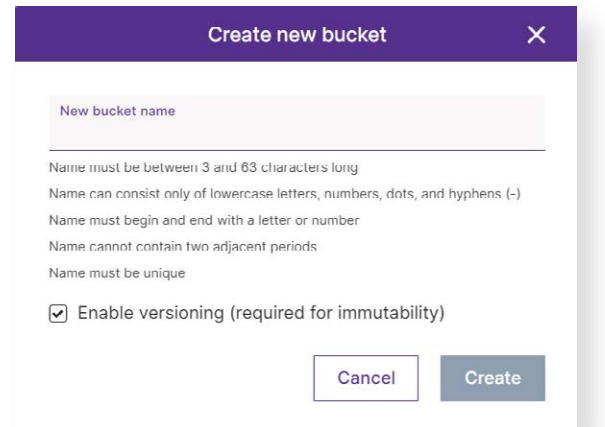 Create new bucket
New bucket name
Name must be between 3 and 63 characters long
Name can consist only of lowercase letters, numbers, dots, and hyphens (-)
Name must begin and end with a letter or number
Name cannot contain two adjacent periods
Name must be unique
Enable versioning (required for immutability)
Cancel Create